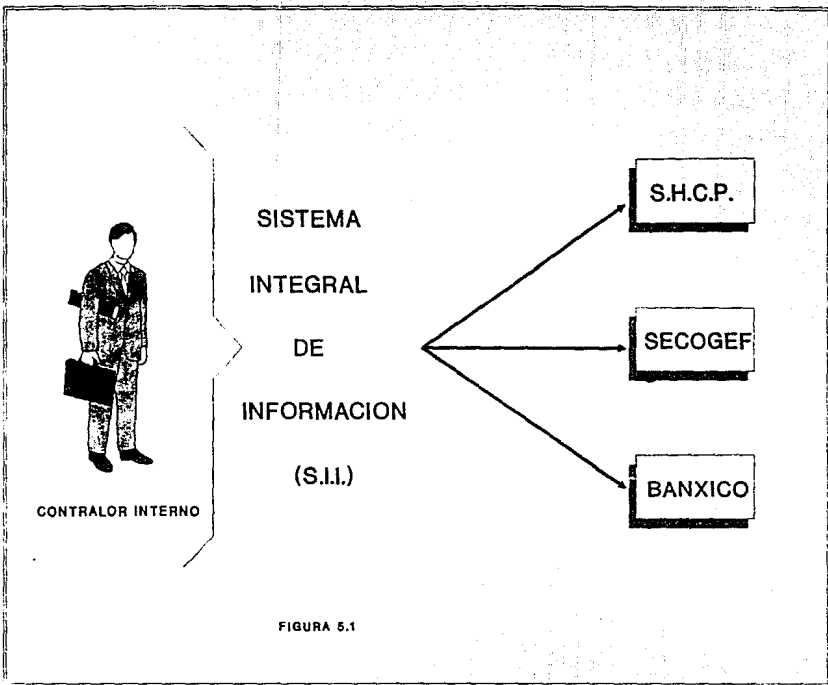 CONTRALOR INTERNO
SISTEMA
INTEGRAL
DE
INFORMACION
(S.I.I.)
S.H.C.P.
SECOGEF
BANXICO
FIGURA 5.1